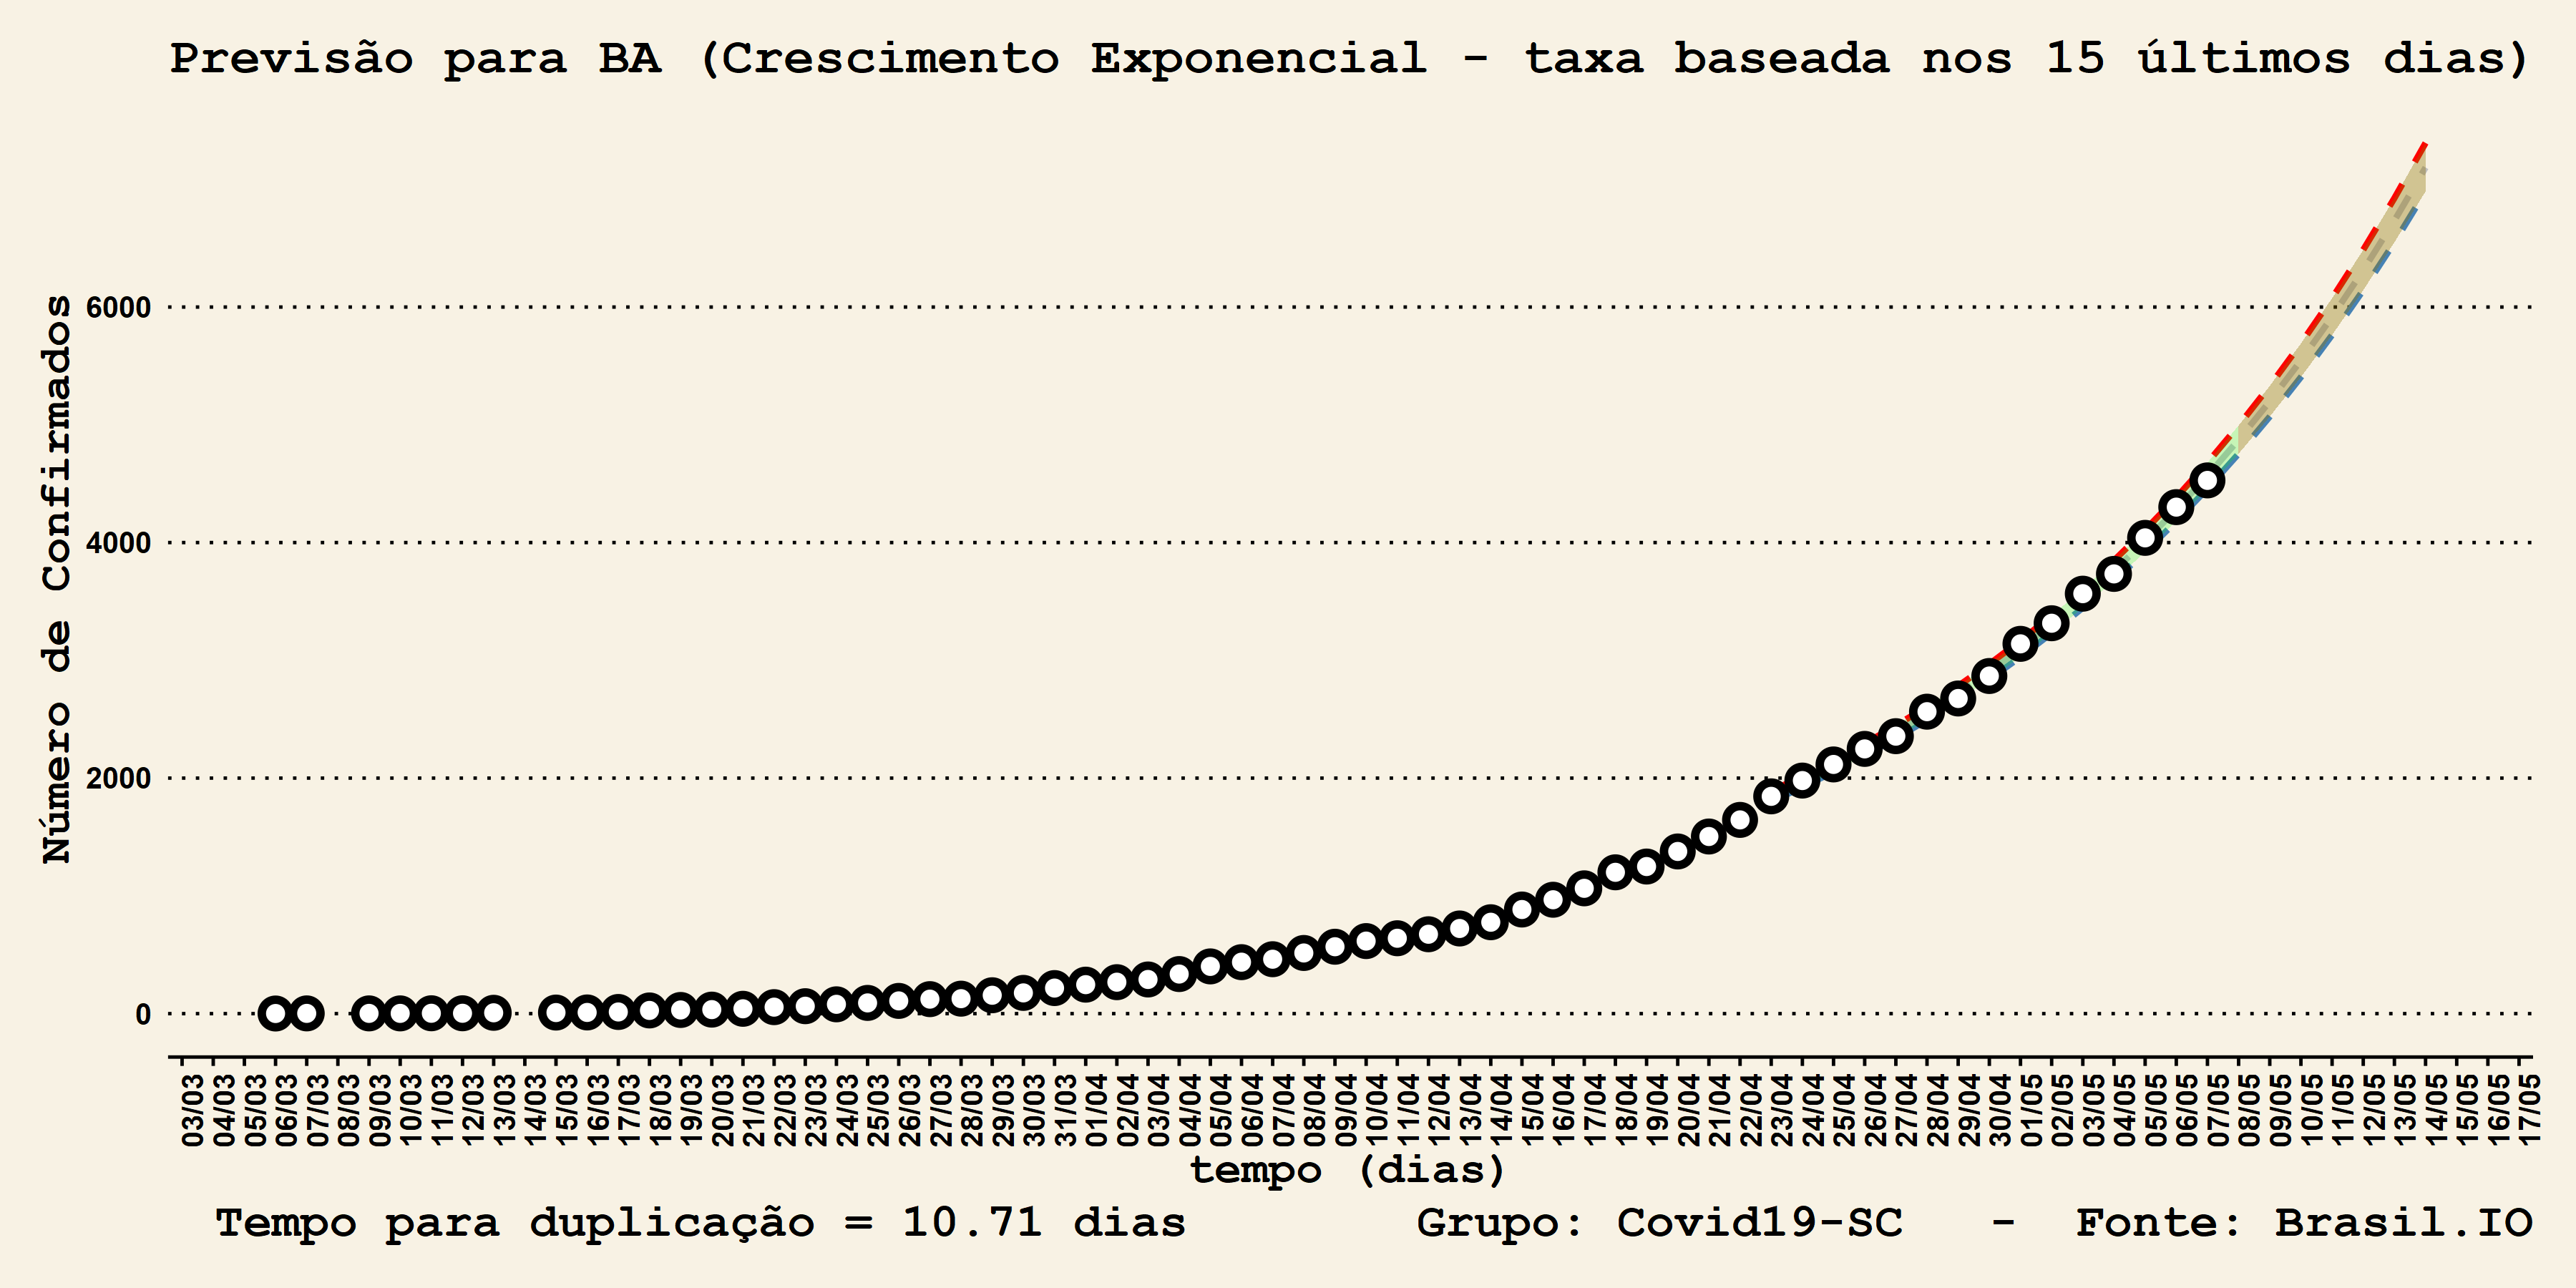 Previsão para BA (Crescimento Exponencial - taxa baseada nos 15 últimos dias)
Número de Confirmados
6000
4000
2000
0
03/03 04/03 05/03 06/03 07/03 08/03 09/03 10/03 11/03 12/03 13/03 14/03 15/03 16/03 17/03 18/03 19/03 20/03 21/03 22/03 23/03 24/03 25/03 26/03 27/03 28/03 29/03 30/03 31/03 01/04 02/04 03/04 04/04 05/04 06/04 07/04 08/04 09/04 10/04 11/04 12/04 13/04 14/04 15/04 16/04 17/04 18/04 19/04 20/04 21/04 22/04 23/04 24/04 25/04 26/04 27/04 28/04 29/04 30/04 01/05 02/05 03/05 04/05 05/05 06/05 07/05 08/05 09/05 10/05 11/05 12/05 13/05 14/05 15/05 16/05 17/05
tempo (dias)
Tempo para duplicação = 10.71 dias Grupo: Covid19-SC - Fonte: Brasil.IO